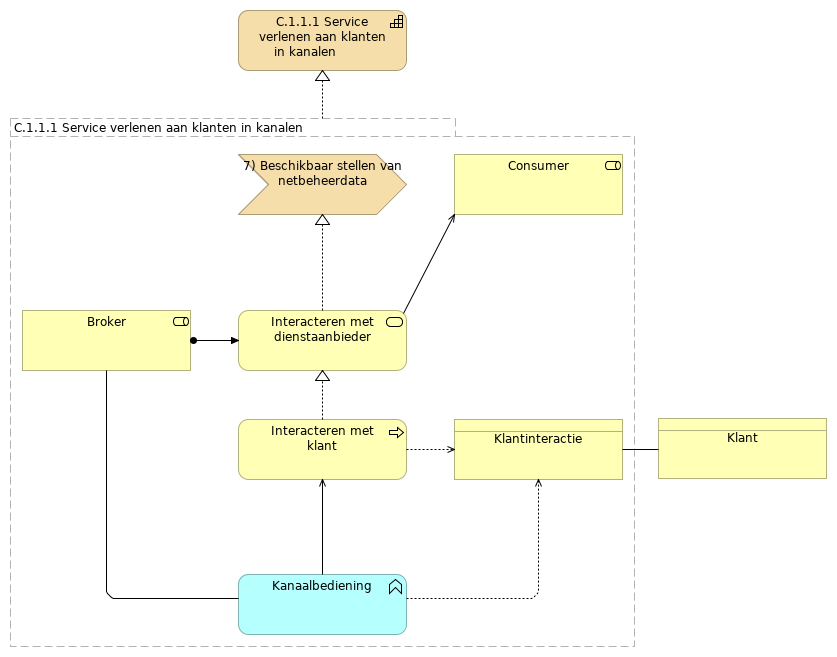 C.1.1.1 Service
verlenen aan klanten
in kanalen
C.1.1.1 Service verlenen aan klanten in kanalen
7) Beschikbaar stellen van
netbeheerdata
Consumer
Broker
Interacteren met
dienstaanbieder
Interacteren met
klant
Klantinteractie
Klant
Kanaalbediening